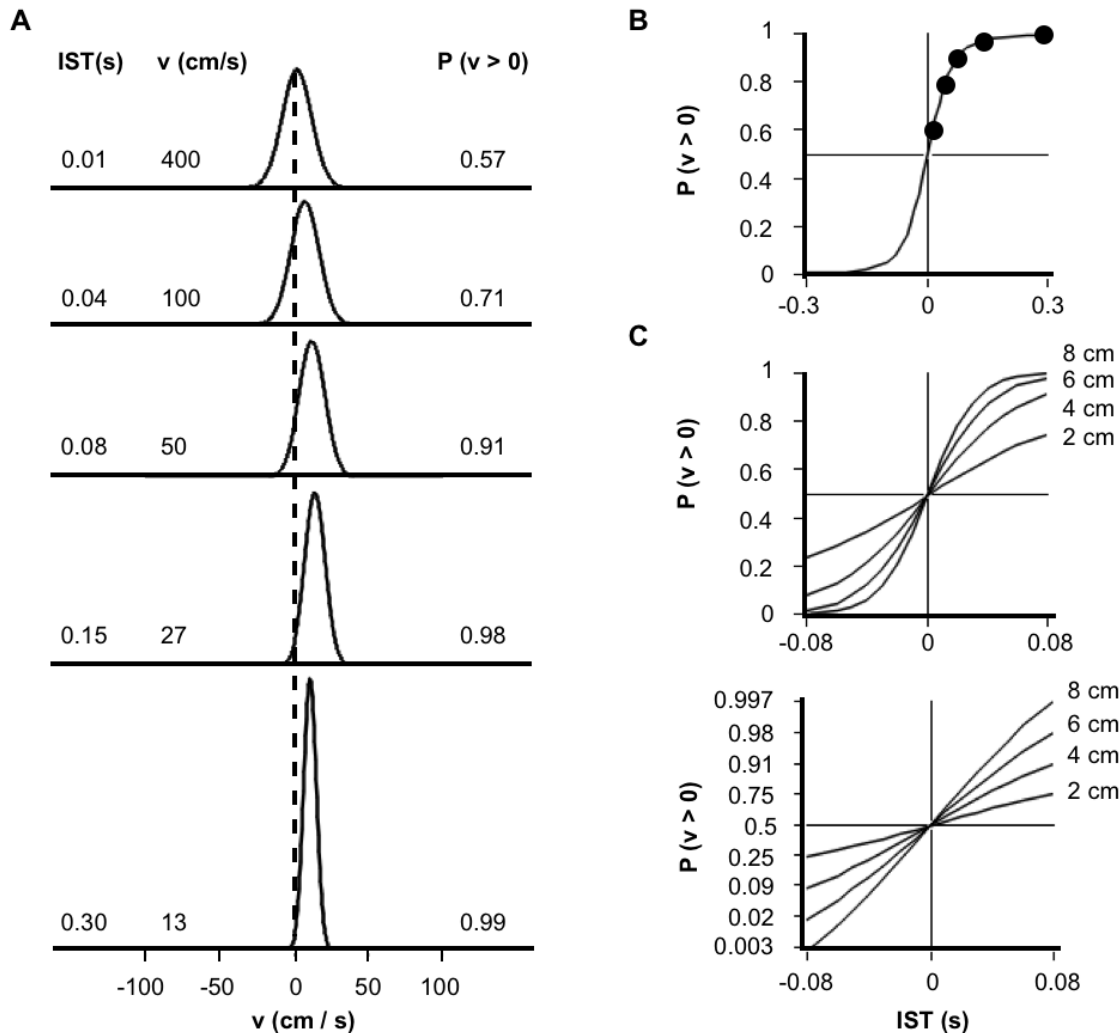 A
IST(s) v (cm/s) P (v > 0)
0.01 400 0.57
0.04 100 0.71
0.08 50 0.91
0.15 27 0.98
0.30 13 0.99
-100 -50 0 50 100
v (cm / s)
B
P (v > 0)
1
0.8
0.6
0.4
0.2
0
-0.3 0 0.3
C
P (v > 0)
1
0.8
0.6
0.4
0.2
0
8 cm
6 cm
4 cm
2 cm
-0.08 0 0.08
P (v > 0)
0.997
0.98
0.91
0.75
0.5
0.25
0.09
0.02
0.003
8 cm
6 cm
4 cm
2 cm
-0.08 0 0.08
IST (s)